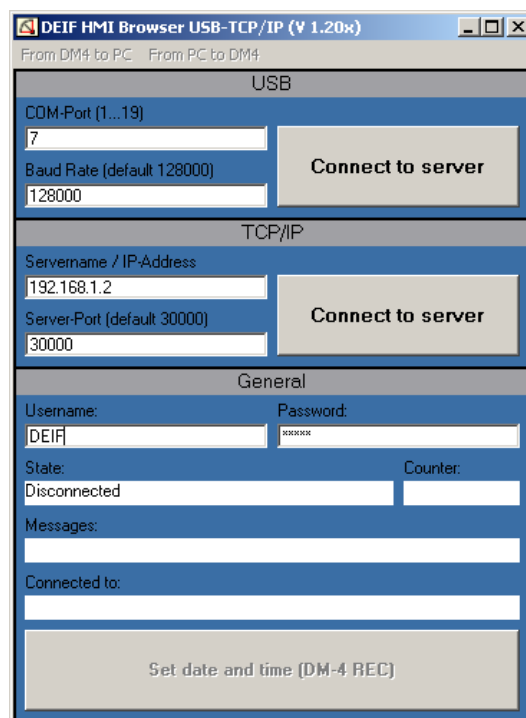 DEIF HMI Browser USB-TCP/IP (V 1.20x)
From DM4 to PC From PC to DM4
USB
COM-Port (1...19)
7
Baud Rate (default 128000)
128000
Connect to server
TCP/IP
Servername / IP-Address
192.168.1.2
Server-Port (default 30000)
30000
Connect to server
General
Username: Password:
DEIF xxxxx
State: Counter:
Disconnected
Messages:
Connected to:
Set date and time (DM-4 REC)